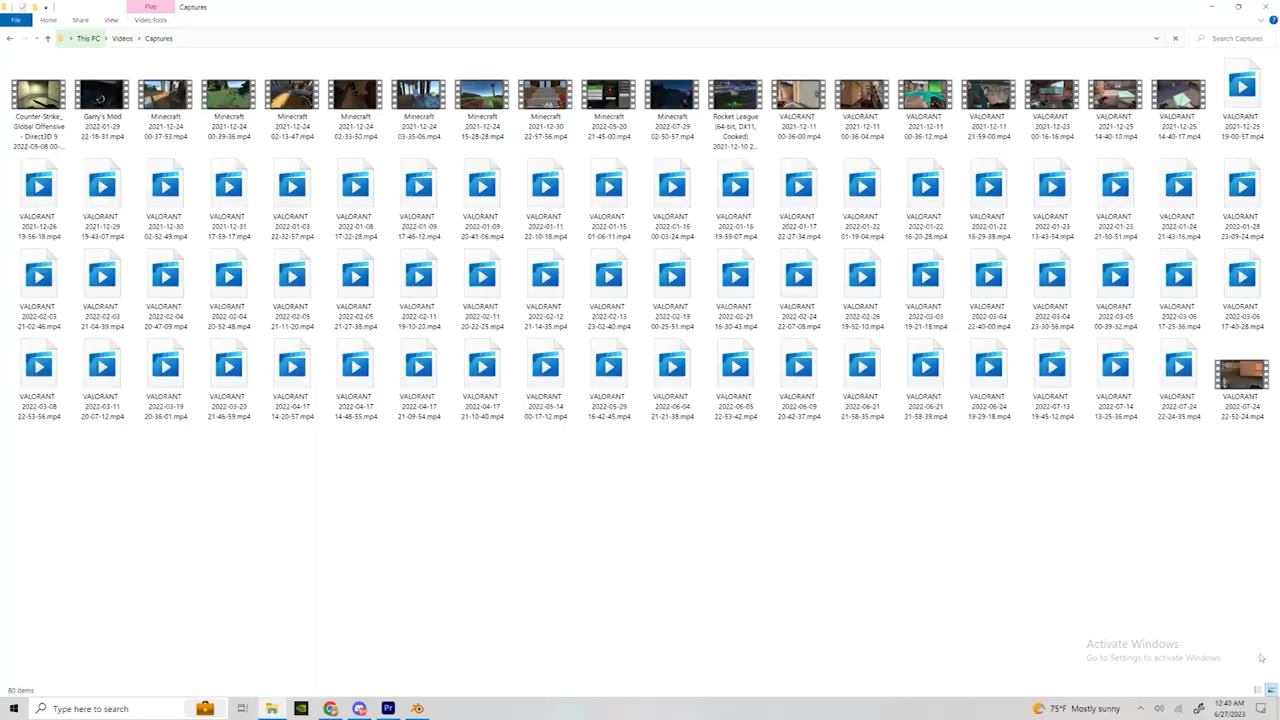 Play
Captures
File
Home
Share
View
Video Tools
This PC
Videos
Captures
Search Captures
Counter-Strike_
Global Offensive
- Direct3D 9
2022-05-08 00-...
Garry's Mod
2022-01-29
22-18-31.mp4
Minecraft
2021-12-24
00-37-53.mp4
Minecraft
2021-12-24
00-39-36.mp4
Minecraft
2021-12-24
02-13-47.mp4
Minecraft
2021-12-24
02-33-50.mp4
Minecraft
2021-12-24
03-35-06.mp4
Minecraft
2021-12-24
15-28-28.mp4
Minecraft
2021-12-30
22-57-56.mp4
Minecraft
2022-05-20
21-45-00.mp4
Minecraft
2022-07-29
02-50-57.mp4
Rocket League
(64-bit, DX11,
Cooked)
2021-12-10 2...
VALORANT
2021-12-11
00-36-00.mp4
VALORANT
2021-12-11
00-36-04.mp4
VALORANT
2021-12-11
00-36-12.mp4
VALORANT
2021-12-11
21-59-00.mp4
VALORANT
2021-12-23
00-16-16.mp4
VALORANT
2021-12-25
14-40-10.mp4
VALORANT
2021-12-25
14-40-17.mp4
VALORANT
2021-12-25
19-00-57.mp4
VALORANT
2021-12-26
19-56-18.mp4
VALORANT
2021-12-29
19-43-07.mp4
VALORANT
2021-12-30
02-52-49.mp4
VALORANT
2021-12-31
17-59-17.mp4
VALORANT
2022-01-03
22-32-57.mp4
VALORANT
2022-01-08
17-22-28.mp4
VALORANT
2022-01-09
17-46-12.mp4
VALORANT
2022-01-09
20-41-06.mp4
VALORANT
2022-01-11
22-10-18.mp4
VALORANT
2022-01-15
01-06-11.mp4
VALORANT
2022-01-16
00-03-24.mp4
VALORANT
2022-01-16
19-59-07.mp4
VALORANT
2022-01-17
22-27-34.mp4
VALORANT
2022-01-22
01-19-04.mp4
VALORANT
2022-01-22
16-20-28.mp4
VALORANT
2022-01-22
16-29-39.mp4
VALORANT
2022-01-23
13-43-54.mp4
VALORANT
2022-01-23
21-50-51.mp4
VALORANT
2022-01-24
21-43-16.mp4
VALORANT
2022-01-28
23-09-24.mp4
VALORANT
2022-02-03
21-02-46.mp4
VALORANT
2022-02-03
21-04-39.mp4
VALORANT
2022-02-04
20-47-09.mp4
VALORANT
2022-02-04
20-52-48.mp4
VALORANT
2022-02-05
21-11-20.mp4
VALORANT
2022-02-05
21-27-38.mp4
VALORANT
2022-02-11
19-10-20.mp4
VALORANT
2022-02-11
20-22-25.mp4
VALORANT
2022-02-12
21-14-35.mp4
VALORANT
2022-02-13
23-02-40.mp4
VALORANT
2022-02-19
00-25-51.mp4
VALORANT
2022-02-21
16-30-43.mp4
VALORANT
2022-02-24
22-07-08.mp4
VALORANT
2022-02-26
19-52-10.mp4
VALORANT
2022-03-03
19-21-18.mp4
VALORANT
2022-03-04
22-40-00.mp4
VALORANT
2022-03-04
23-30-56.mp4
VALORANT
2022-03-05
00-39-32.mp4
VALORANT
2022-03-06
17-25-36.mp4
VALORANT
2022-03-06
17-40-28.mp4
VALORANT
2022-03-08
22-53-56.mp4
VALORANT
2022-03-11
20-07-12.mp4
VALORANT
2022-03-19
20-36-01.mp4
VALORANT
2022-03-20
21-46-59.mp4
VALORANT
2022-04-17
14-20-57.mp4
VALORANT
2022-04-17
14-48-55.mp4
VALORANT
2022-04-17
21-09-54.mp4
VALORANT
2022-04-17
21-10-40.mp4
VALORANT
2022-05-14
00-17-12.mp4
VALORANT
2022-05-29
16-42-45.mp4
VALORANT
2022-06-04
21-21-38.mp4
VALORANT
2022-06-05
22-53-42.mp4
VALORANT
2022-06-09
20-42-37.mp4
VALORANT
2022-06-21
21-58-35.mp4
VALORANT
2022-06-21
21-58-39.mp4
VALORANT
2022-06-24
19-29-18.mp4
VALORANT
2022-07-13
19-45-12.mp4
VALORANT
2022-07-14
13-25-36.mp4
VALORANT
2022-07-24
22-24-35.mp4
VALORANT
2022-07-24
22-52-24.mp4
Activate Windows
Go to Settings to activate Windows.
80 items
Type here to search
Pr
75°F Mostly sunny
12:40 AM
6/27/2023